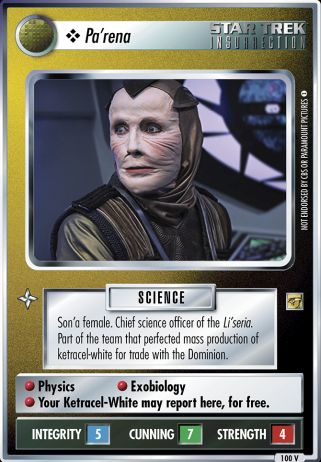 ❖ Pa'rena
STAR TREK
INSURRECTION
NOT ENDORSED BY CBS OR PARAMOUNT PICTURES
SCIENCE
Son'a female. Chief science officer of the Li'seria.
Part of the team that perfected mass production of
ketracel-white for trade with the Dominion.
Physics Exobiology
Your Ketracel-White may report here, for free.
INTEGRITY 5 CUNNING 7 STRENGTH 4
100 V